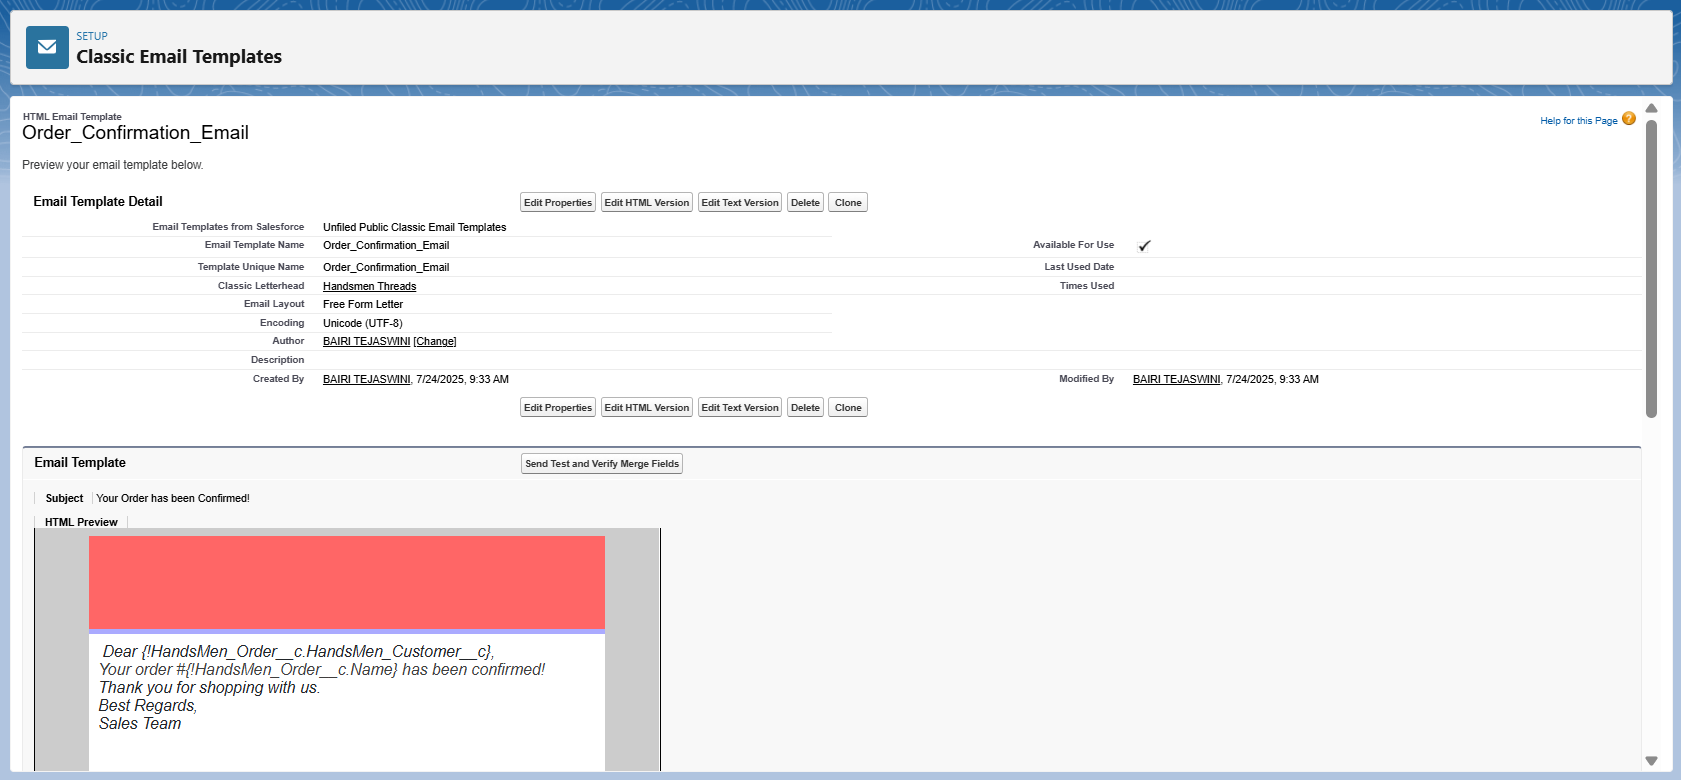 SETUP
Classic Email Templates
HTML Email Template
Order_Confirmation_Email
Help for this Page ?
Preview your email template below.
Email Template Detail
Edit Properties Edit HTML Version Edit Text Version Delete Clone
Email Templates from Salesforce Unfiled Public Classic Email Templates
Email Template Name Order_Confirmation_Email Available For Use
Template Unique Name Order_Confirmation_Email Last Used Date
Classic Letterhead Handsmen Threads Times Used
Email Layout Free Form Letter
Encoding Unicode (UTF-8)
Author BAIRI TEJASWINI [Change]
Description
Created By BAIRI TEJASWINI, 7/24/2025, 9:33 AM Modified By BAIRI TEJASWINI, 7/24/2025, 9:33 AM
Edit Properties Edit HTML Version Edit Text Version Delete Clone
Email Template Send Test and Verify Merge Fields
Subject Your Order has been Confirmed!
HTML Preview
Dear {!HandsMen_Order__c.HandsMen_Customer__c},
Your order #{!HandsMen_Order__c.Name} has been confirmed!
Thank you for shopping with us.
Best Regards,
Sales Team